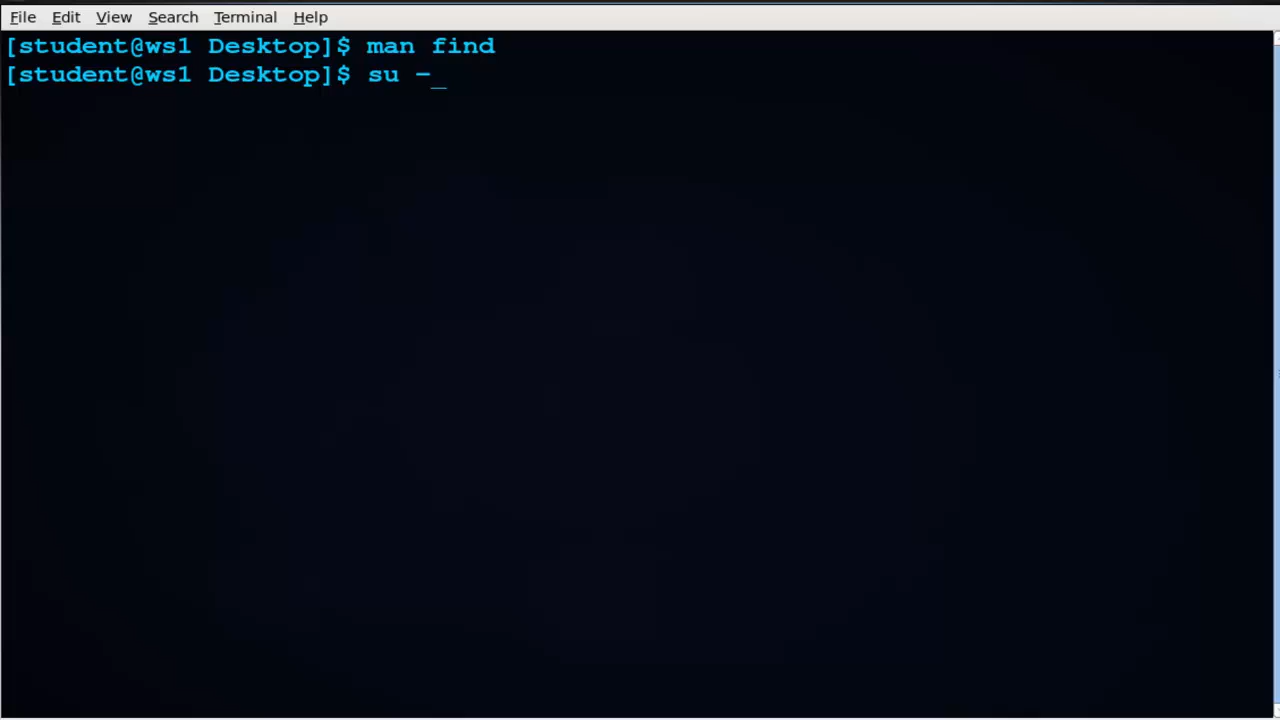 File Edit View Search Terminal Help
[student@ws1 Desktop]$ man find
[student@ws1 Desktop]$ su -_